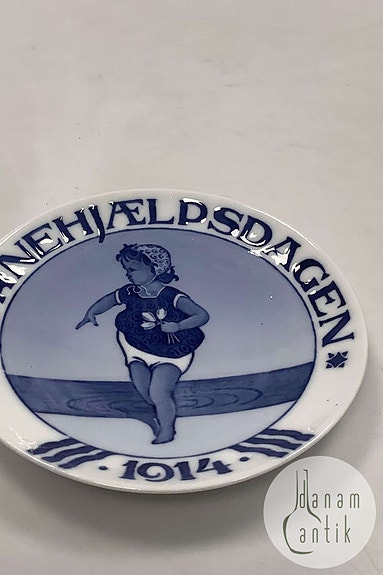 NEHJÆLPSDAGEN
· 1914 ·
danam
antik